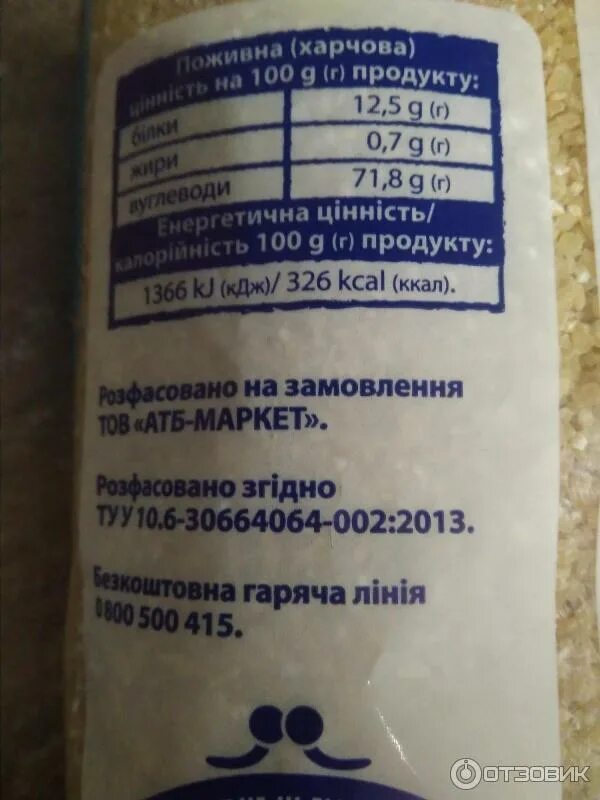 Поживна (харчова)
цінність на 100 g (г) продукту:
білки 12,5 g (г)
жири 0,7 g (г)
вуглеводи 71,8 g (г)
Енергетична цінність/
калорійність 100 g (г) продукту:
1366 kJ (кДж)/ 326 kcal (ккал).
Розфасовано на замовлення
ТОВ «АТБ-МАРКЕТ».
Розфасовано згідно
ТУ У 10.6-30664064-002:2013.
Безкоштовна гаряча лінія
0 800 500 415.
ОТЗОВИК